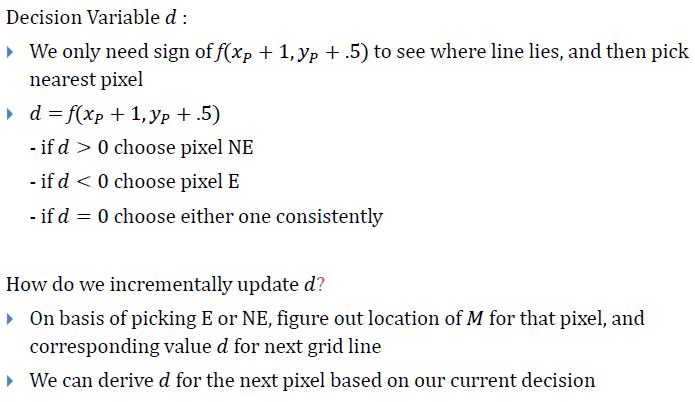 Decision Variable d :
▸ We only need sign of f(x_P + 1, y_P + .5) to see where line lies, and then pick
nearest pixel
▸ d = f(x_P + 1, y_P + .5)
- if d > 0 choose pixel NE
- if d < 0 choose pixel E
- if d = 0 choose either one consistently
How do we incrementally update d?
▸ On basis of picking E or NE, figure out location of M for that pixel, and
corresponding value d for next grid line
▸ We can derive d for the next pixel based on our current decision